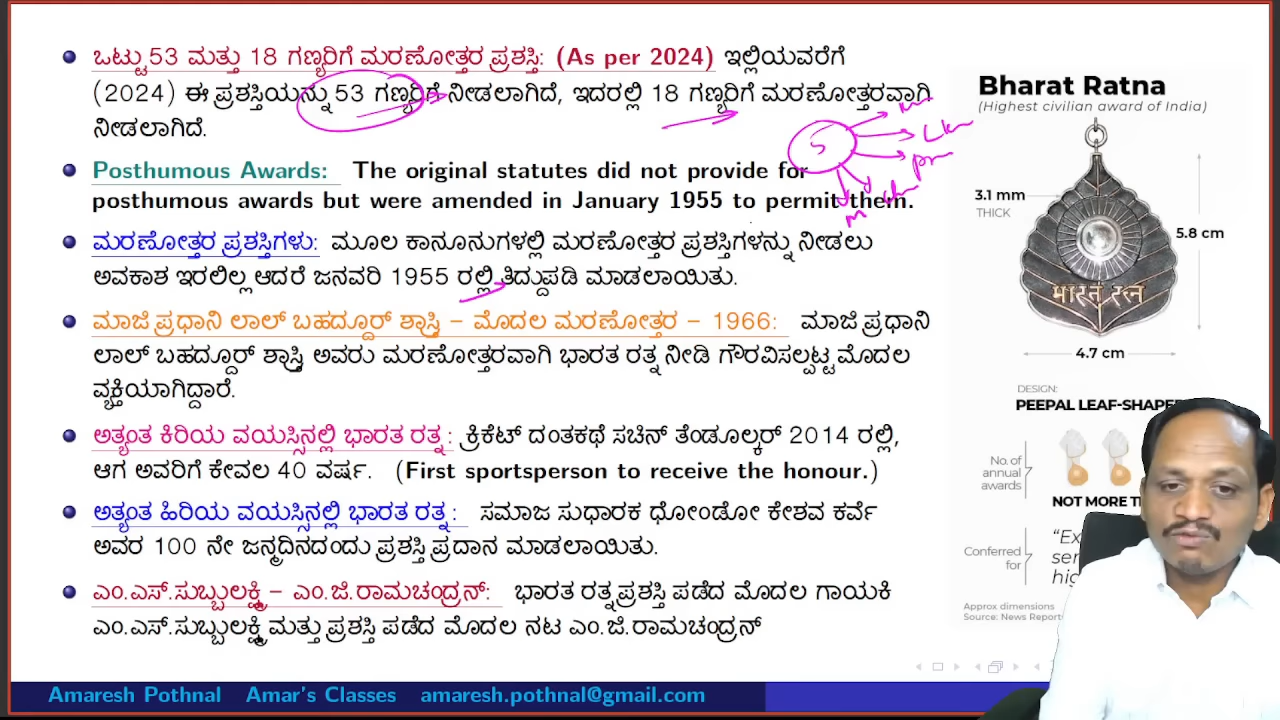 ಒಟ್ಟು 53 ಮತ್ತು 18 ಗಣ್ಯರಿಗೆ ಮರಣೋತ್ತರ ಪ್ರಶಸ್ತಿ: (As per 2024) ಇಲ್ಲಿಯವರೆಗೆ
(2024) ಈ ಪ್ರಶಸ್ತಿಯನ್ನು 53 ಗಣ್ಯರಿಗೆ ನೀಡಲಾಗಿದೆ, ಇದರಲ್ಲಿ 18 ಗಣ್ಯರಿಗೆ ಮರಣೋತ್ತರವಾಗಿ
ನೀಡಲಾಗಿದೆ.
5
Posthumous Awards: The original statutes did not provide for
posthumous awards but were amended in January 1955 to permit them.
ಮರಣೋತ್ತರ ಪ್ರಶಸ್ತಿಗಳು: ಮೂಲ ಕಾನೂನುಗಳಲ್ಲಿ ಮರಣೋತ್ತರ ಪ್ರಶಸ್ತಿಗಳನ್ನು ನೀಡಲು
ಅವಕಾಶ ಇರಲಿಲ್ಲ ಆದರೆ ಜನವರಿ 1955 ರಲ್ಲಿ ತಿದ್ದುಪಡಿ ಮಾಡಲಾಯಿತು.
ಮಾಜಿ ಪ್ರಧಾನಿ ಲಾಲ್ ಬಹದ್ದೂರ್ ಶಾಸ್ತ್ರಿ – ಮೊದಲ ಮರಣೋತ್ತರ – 1966: ಮಾಜಿ ಪ್ರಧಾನಿ
ಲಾಲ್ ಬಹದ್ದೂರ್ ಶಾಸ್ತ್ರಿ ಅವರು ಮರಣೋತ್ತರವಾಗಿ ಭಾರತ ರತ್ನ ನೀಡಿ ಗೌರವಿಸಲ್ಪಟ್ಟ ಮೊದಲ
ವ್ಯಕ್ತಿಯಾಗಿದ್ದಾರೆ.
ಅತ್ಯಂತ ಕಿರಿಯ ವಯಸ್ಸಿನಲ್ಲಿ ಭಾರತ ರತ್ನ: ಕ್ರಿಕೆಟ್ ದಂತಕಥೆ ಸಚಿನ್ ತೆಂಡೂಲ್ಕರ್ 2014 ರಲ್ಲಿ,
ಆಗ ಅವರಿಗೆ ಕೇವಲ 40 ವರ್ಷ. (First sportsperson to receive the honour.)
ಅತ್ಯಂತ ಹಿರಿಯ ವಯಸ್ಸಿನಲ್ಲಿ ಭಾರತ ರತ್ನ: ಸಮಾಜ ಸುಧಾರಕ ಧೋಂಡೋ ಕೇಶವ ಕರ್ವೆ
ಅವರ 100 ನೇ ಜನ್ಮದಿನದಂದು ಪ್ರಶಸ್ತಿ ಪ್ರದಾನ ಮಾಡಲಾಯಿತು.
ಎಂ.ಎಸ್.ಸುಬ್ಬುಲಕ್ಷ್ಮಿ – ಎಂ.ಜಿ.ರಾಮಚಂದ್ರನ್: ಭಾರತ ರತ್ನ ಪ್ರಶಸ್ತಿ ಪಡೆದ ಮೊದಲ ಗಾಯಕಿ
ಎಂ.ಎಸ್.ಸುಬ್ಬುಲಕ್ಷ್ಮಿ ಮತ್ತು ಪ್ರಶಸ್ತಿ ಪಡೆದ ಮೊದಲ ನಟ ಎಂ.ಜಿ.ರಾಮಚಂದ್ರನ್
Bharat Ratna
(Highest civilian award of India)
3.1 mm
THICK
5.8 cm
भारत रत्न
4.7 cm
DESIGN:
PEEPAL LEAF-SHAPED
No. of
annual
awards
NOT MORE
Conferred
for
Approx dimensions
Source: News Reports
Amaresh Pothnal Amar's Classes amaresh.pothnal@gmail.com